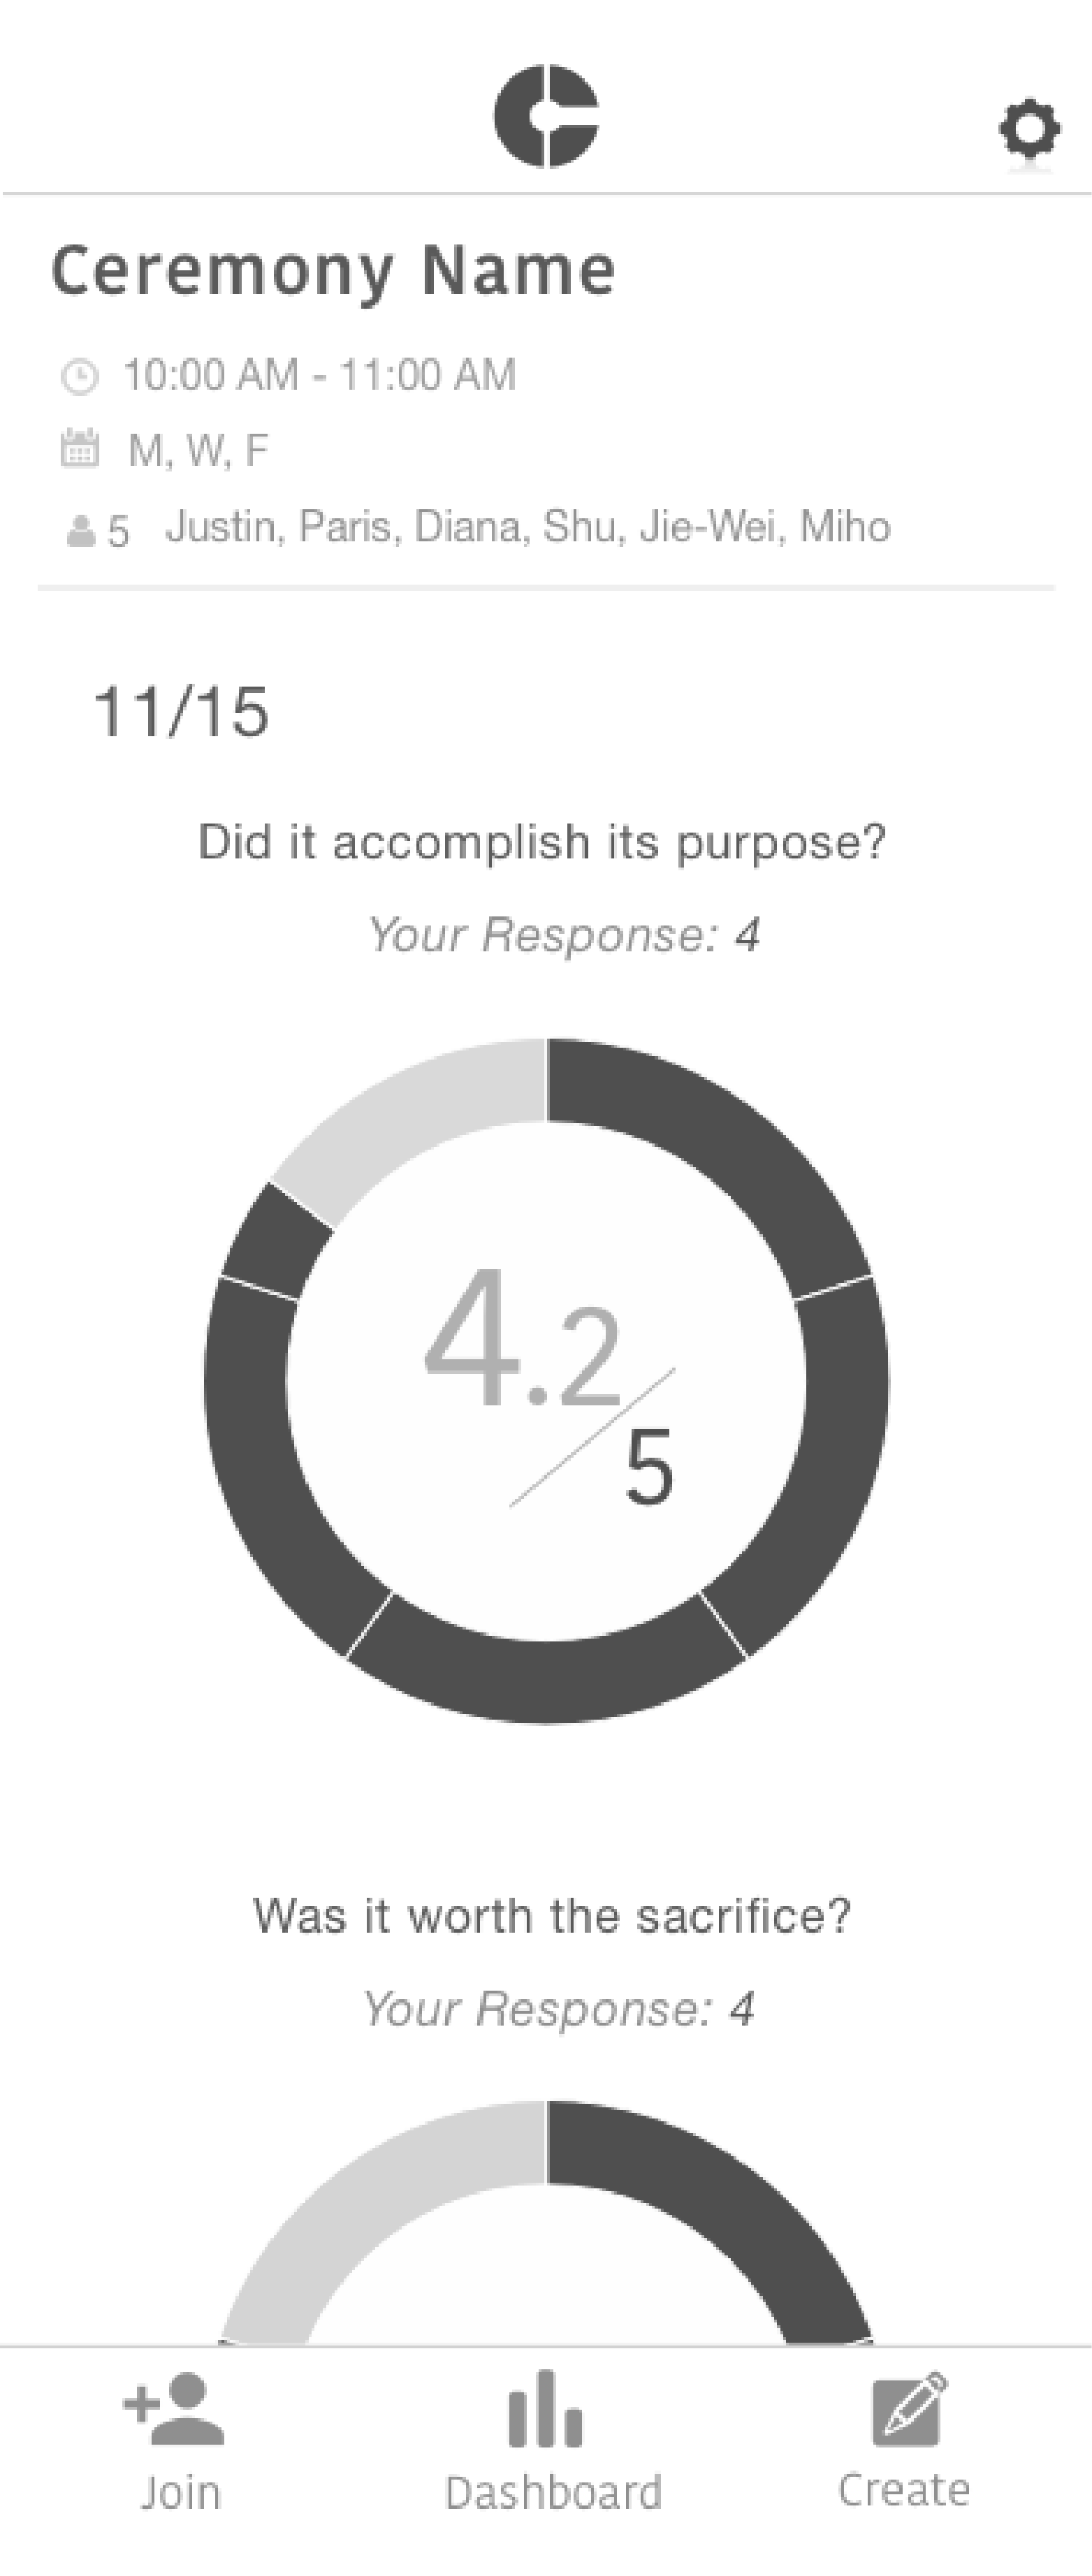 Ceremony Name
10:00 AM - 11:00 AM
M, W, F
5 Justin, Paris, Diana, Shu, Jie-Wei, Miho
11/15
Did it accomplish its purpose?
Your Response: 4
4.2
5
Was it worth the sacrifice?
Your Response: 4
Join Dashboard Create